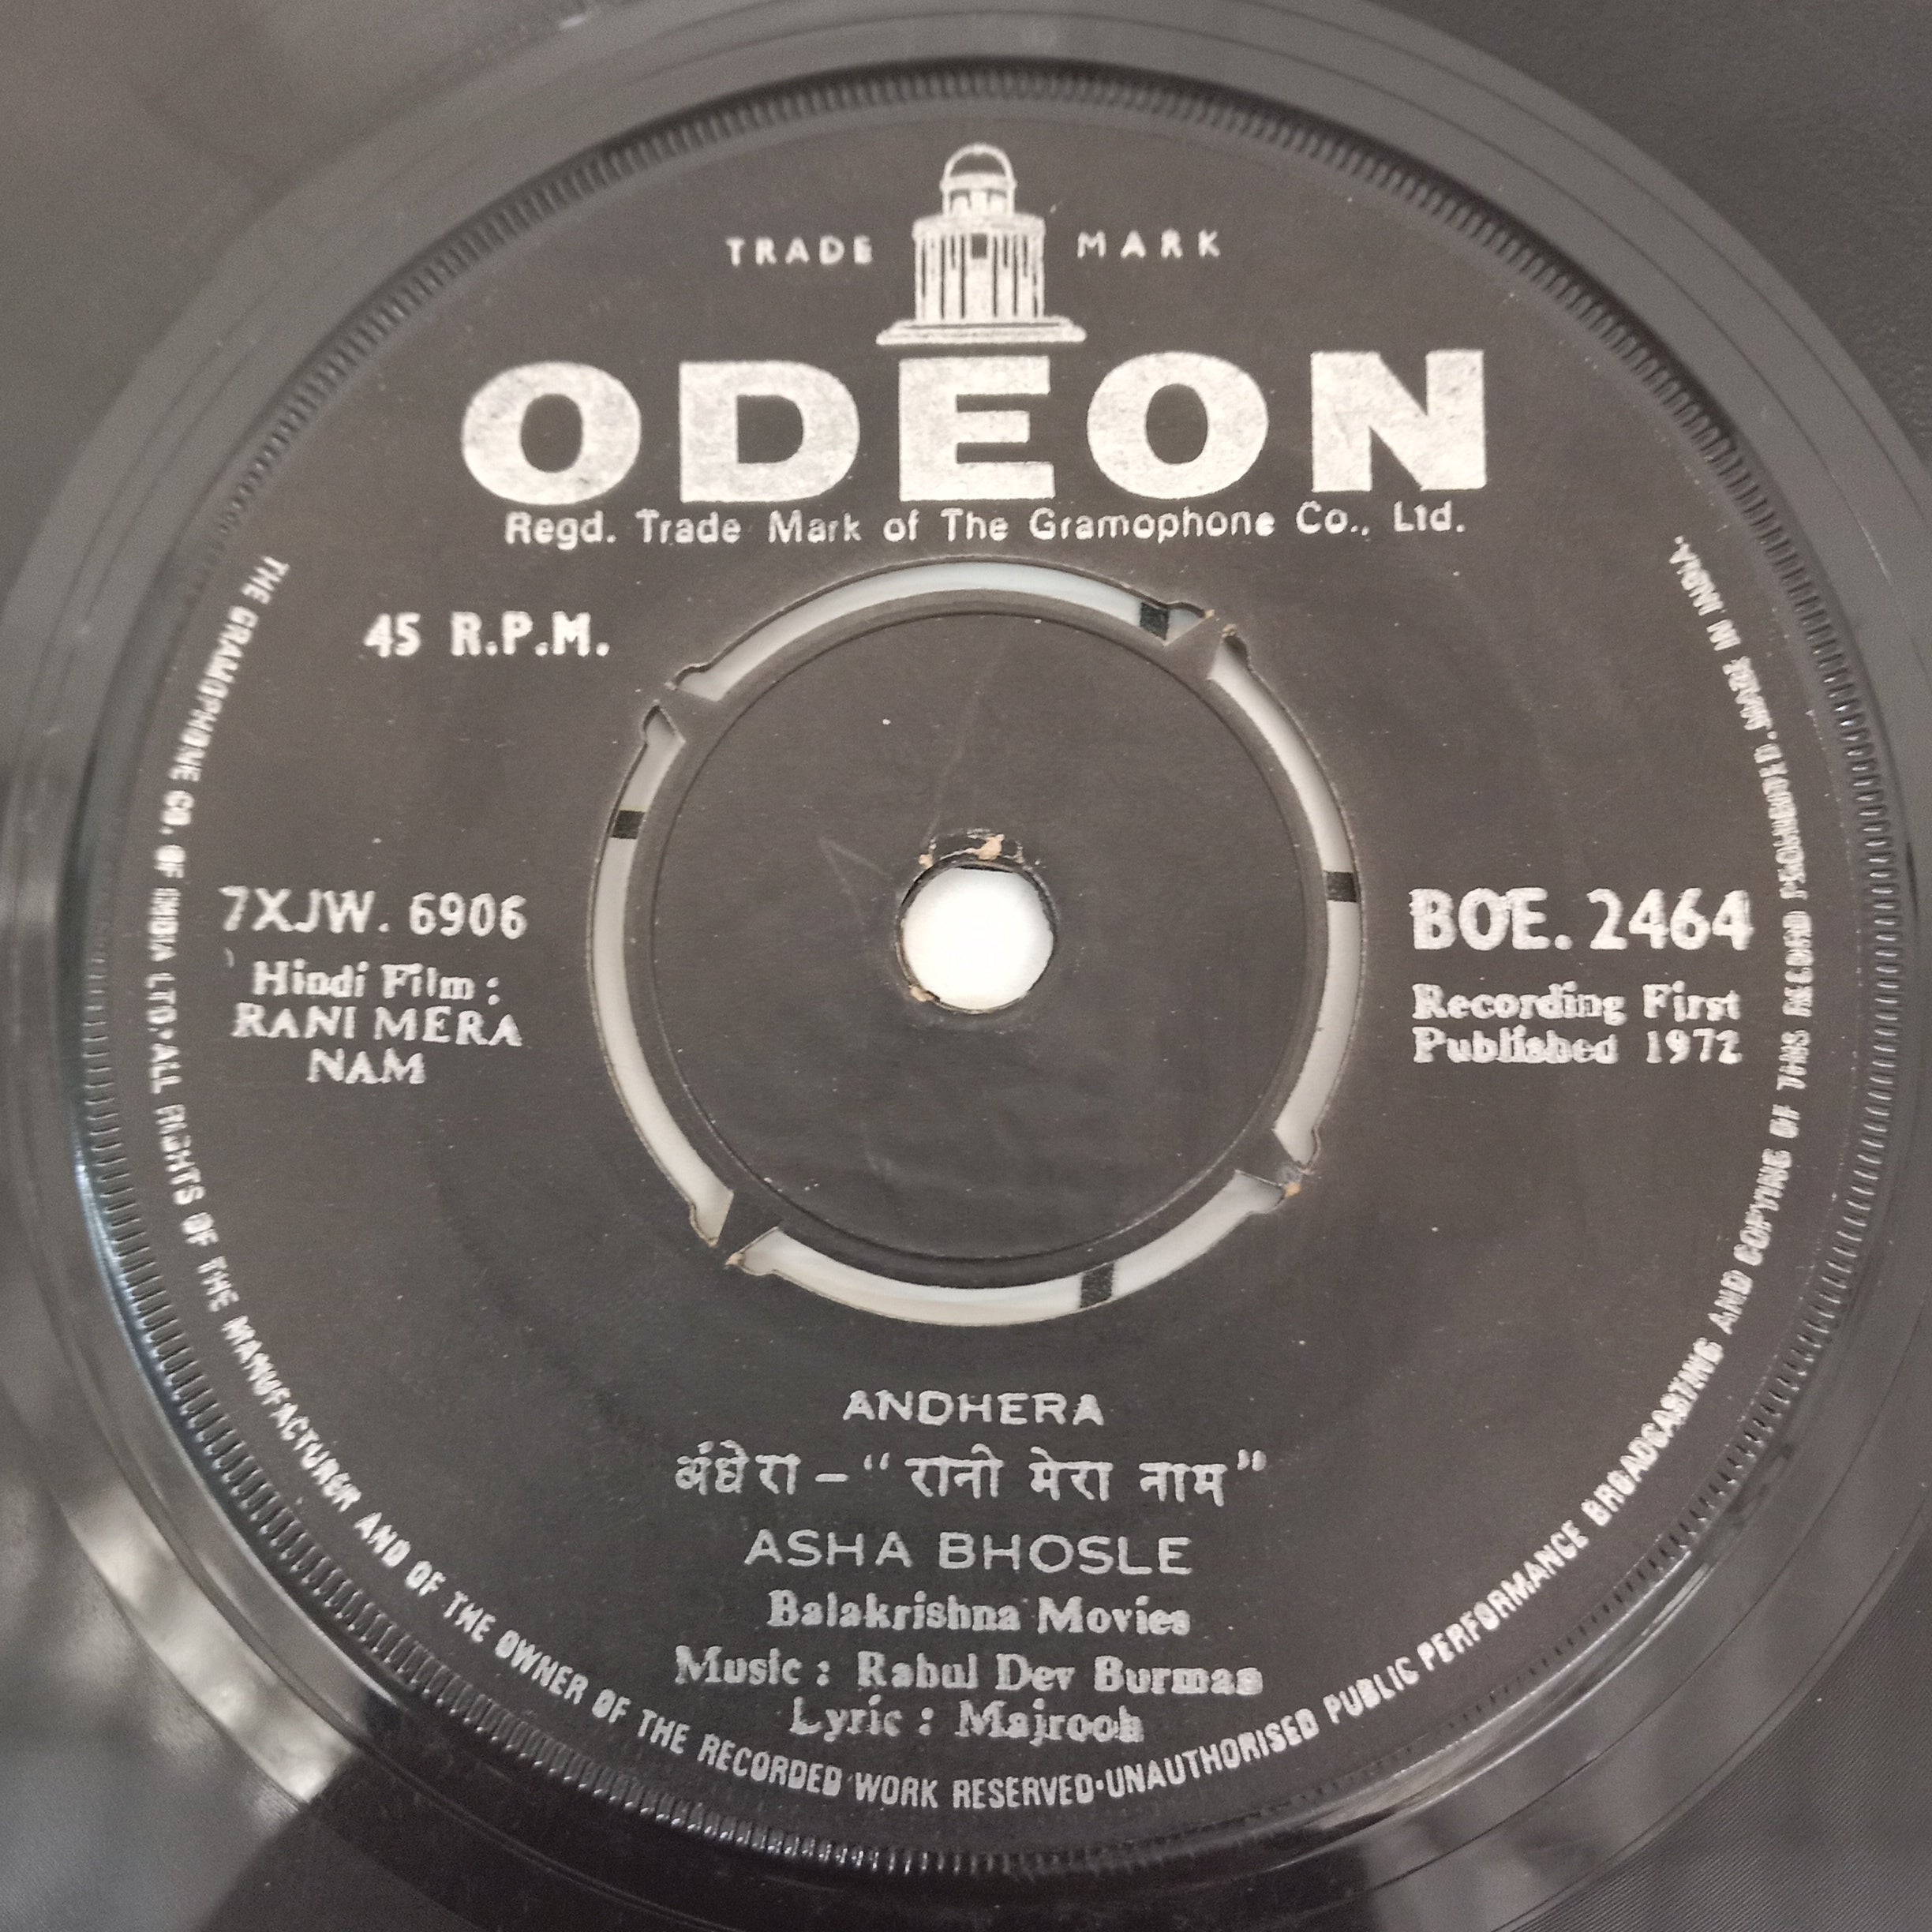 TRADE MARK
ODEON
Regd. Trade Mark of The Gramophone Co., Ltd.
45 R.P.M.
7XJW. 6906
Hindi Film :
RANI MERA
NAM
BOE. 2464
Recording First
Published 1972
ANDHERA
अंधेरा – “रानी मेरा नाम”
ASHA BHOSLE
Balakrishna Movies
Music : Rahul Dev Burman
Lyric : Majrooh
THE GRAMOPHONE CO. OF INDIA LTD.·ALL RIGHTS OF THE MANUFACTURER AND OF THE OWNER OF THE RECORDED WORK RESERVED·UNAUTHORISED PUBLIC PERFORMANCE BROADCASTING AND COPYING OF THIS RECORD PROHIBITED. MADE IN INDIA.